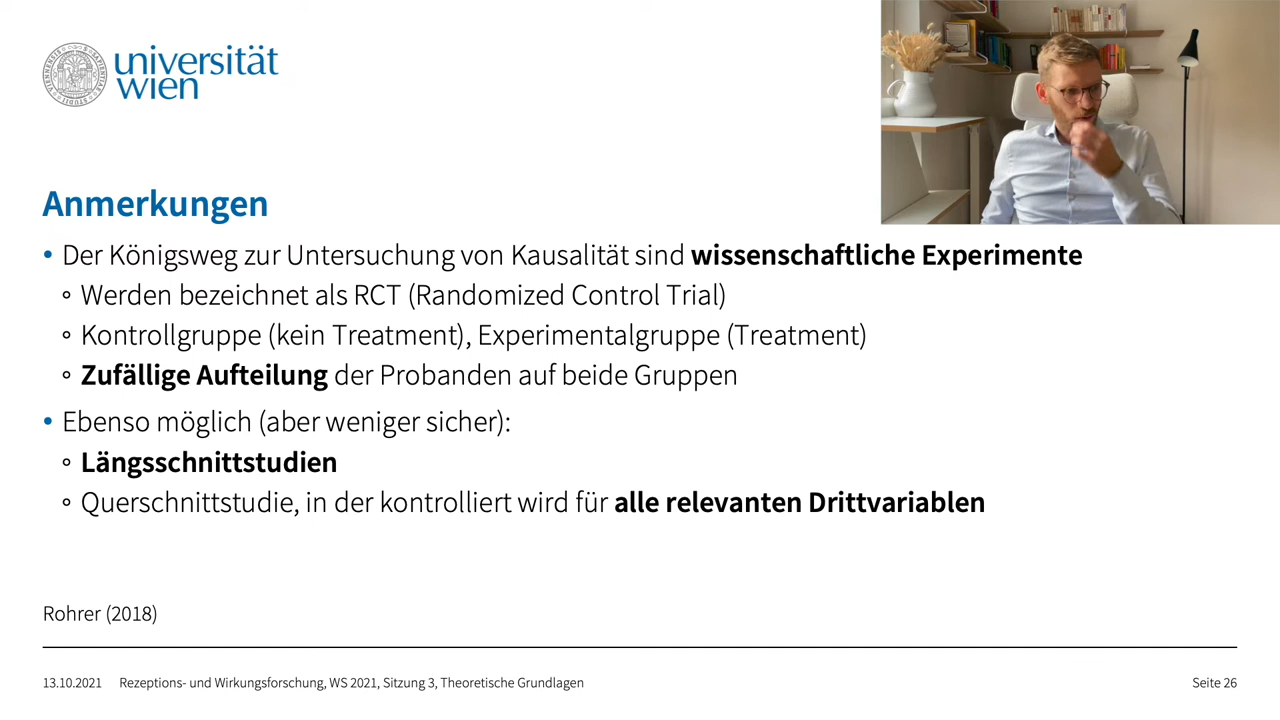 universität
wien
Anmerkungen
• Der Königsweg zur Untersuchung von Kausalität sind wissenschaftliche Experimente
◦ Werden bezeichnet als RCT (Randomized Control Trial)
◦ Kontrollgruppe (kein Treatment), Experimentalgruppe (Treatment)
◦ Zufällige Aufteilung der Probanden auf beide Gruppen
• Ebenso möglich (aber weniger sicher):
◦ Längsschnittstudien
◦ Querschnittstudie, in der kontrolliert wird für alle relevanten Drittvariablen
Rohrer (2018)
13.10.2021 Rezeptions- und Wirkungsforschung, WS 2021, Sitzung 3, Theoretische Grundlagen Seite 26